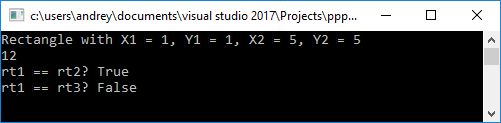 c:\users\andrey\documents\visual studio 2017\Projects\ppp...
Rectangle with X1 = 1, Y1 = 1, X2 = 5, Y2 = 5
12
rt1 == rt2? True
rt1 == rt3? False